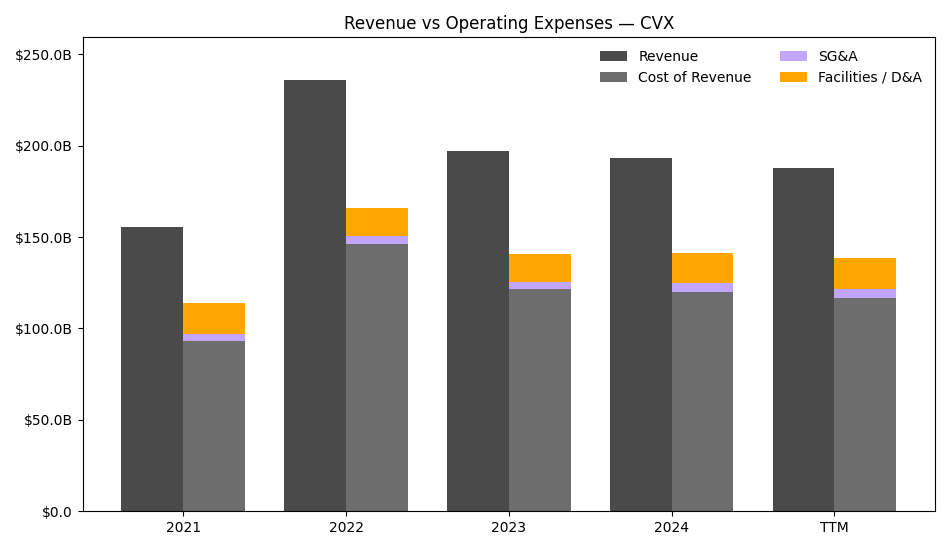 Revenue vs Operating Expenses — CVX
$250.0B
$200.0B
$150.0B
$100.0B
$50.0B
$0.0
Revenue
Cost of Revenue
SG&A
Facilities / D&A
2021 2022 2023 2024 TTM